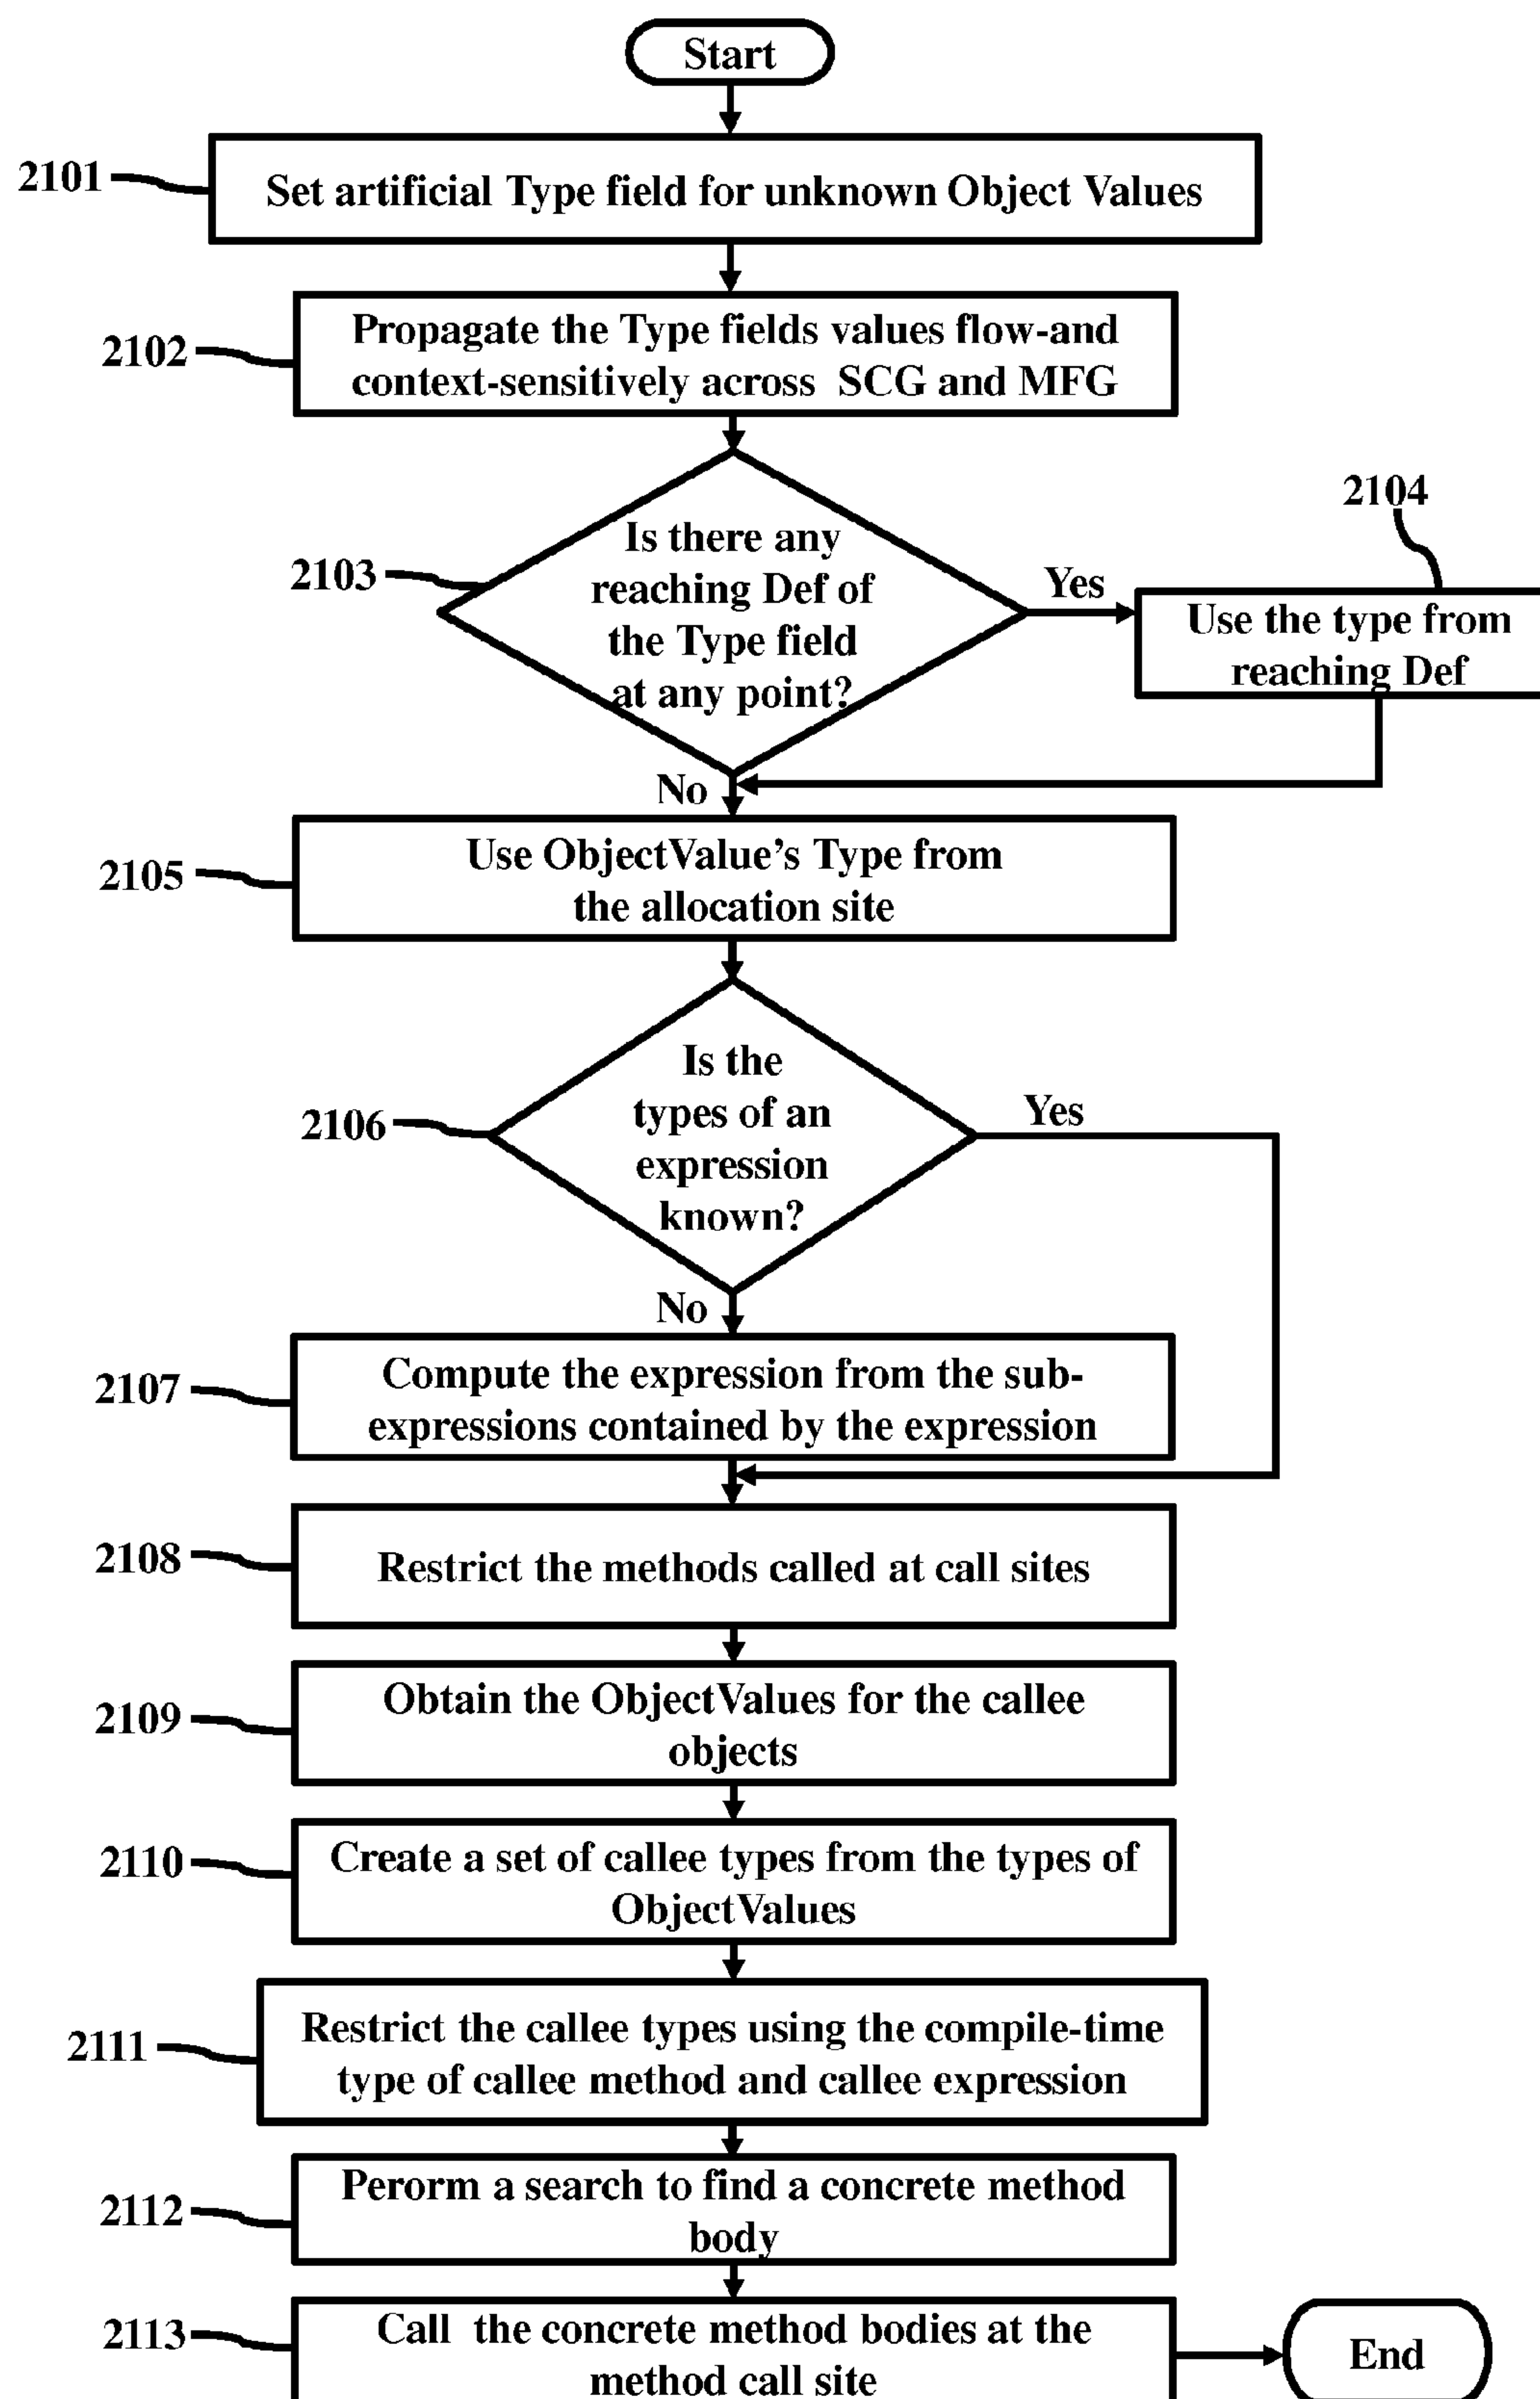 Start
2101
Set artificial Type field for unknown Object Values
2102
Propagate the Type fields values flow-and
context-sensitively across SCG and MFG
2103
Is there any
reaching Def of
the Type field
at any point?
Yes
2104
Use the type from
reaching Def
No
2105
Use ObjectValue's Type from
the allocation site
2106
Is the
types of an
expression
known?
Yes
No
2107
Compute the expression from the sub-
expressions contained by the expression
2108
Restrict the methods called at call sites
2109
Obtain the ObjectValues for the callee
objects
2110
Create a set of callee types from the types of
ObjectValues
2111
Restrict the callee types using the compile-time
type of callee method and callee expression
2112
Perorm a search to find a concrete method
body
2113
Call the concrete method bodies at the
method call site
End